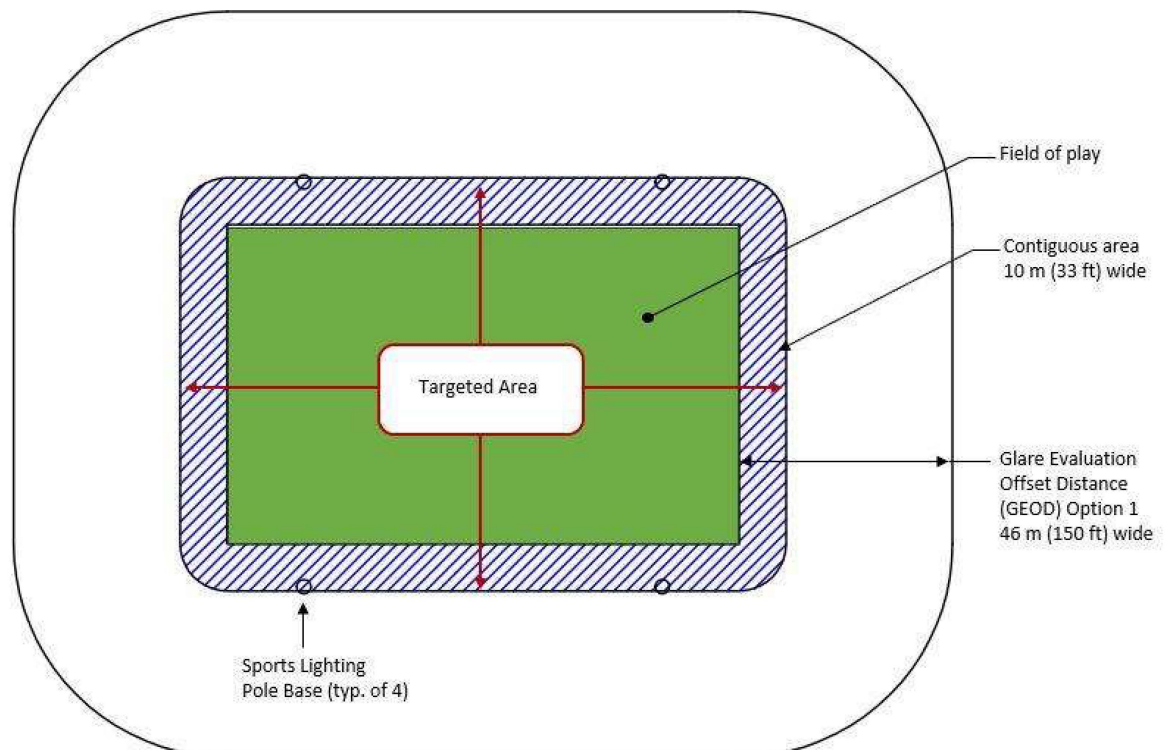 Field of play
Contiguous area
10 m (33 ft) wide
Targeted Area
Glare Evaluation
Offset Distance
(GEOD) Option 1
46 m (150 ft) wide
Sports Lighting
Pole Base (typ. of 4)